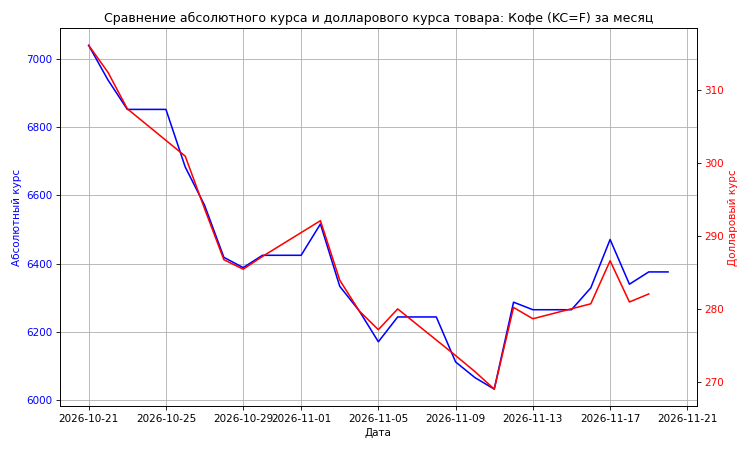 Сравнение абсолютного курса и долларового курса товара: Кофе (KC=F) за месяц
Абсолютный курс
7000
6800
6600
6400
6200
6000
310
300
290
280
270
Долларовый курс
2026-10-21 2026-10-25 2026-10-29 2026-11-01 2026-11-05 2026-11-09 2026-11-13 2026-11-17 2026-11-21
Дата